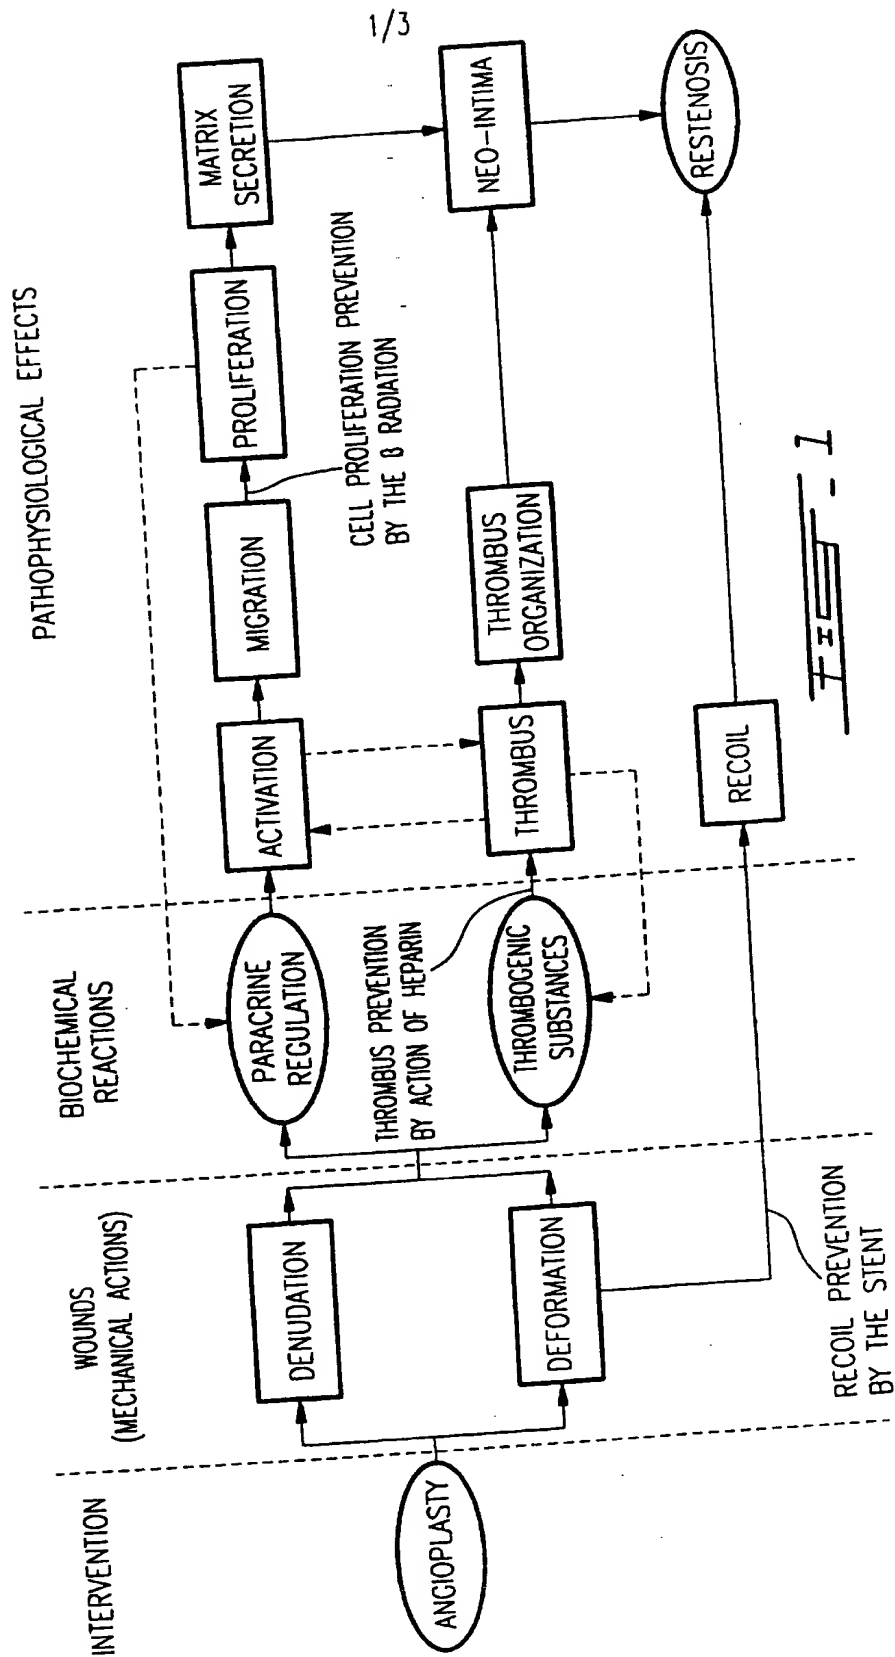 1/3
INTERVENTION
WOUNDS
(MECHANICAL ACTIONS)
BIOCHEMICAL
REACTIONS
PATHOPHYSIOLOGICAL EFFECTS
ANGIOPLASTY
DENUDATION
DEFORMATION
PARACRINE
REGULATION
THROMBUS PREVENTION
BY ACTION OF HEPARIN
THROMBOGENIC
SUBSTANCES
ACTIVATION
MIGRATION
PROLIFERATION
MATRIX
SECRETION
CELL PROLIFERATION PREVENTION
BY THE β RADIATION
THROMBUS
THROMBUS
ORGANIZATION
NEO-INTIMA
RECOIL
RESTENOSIS
RECOIL PREVENTION
BY THE STENT
FIG - 1